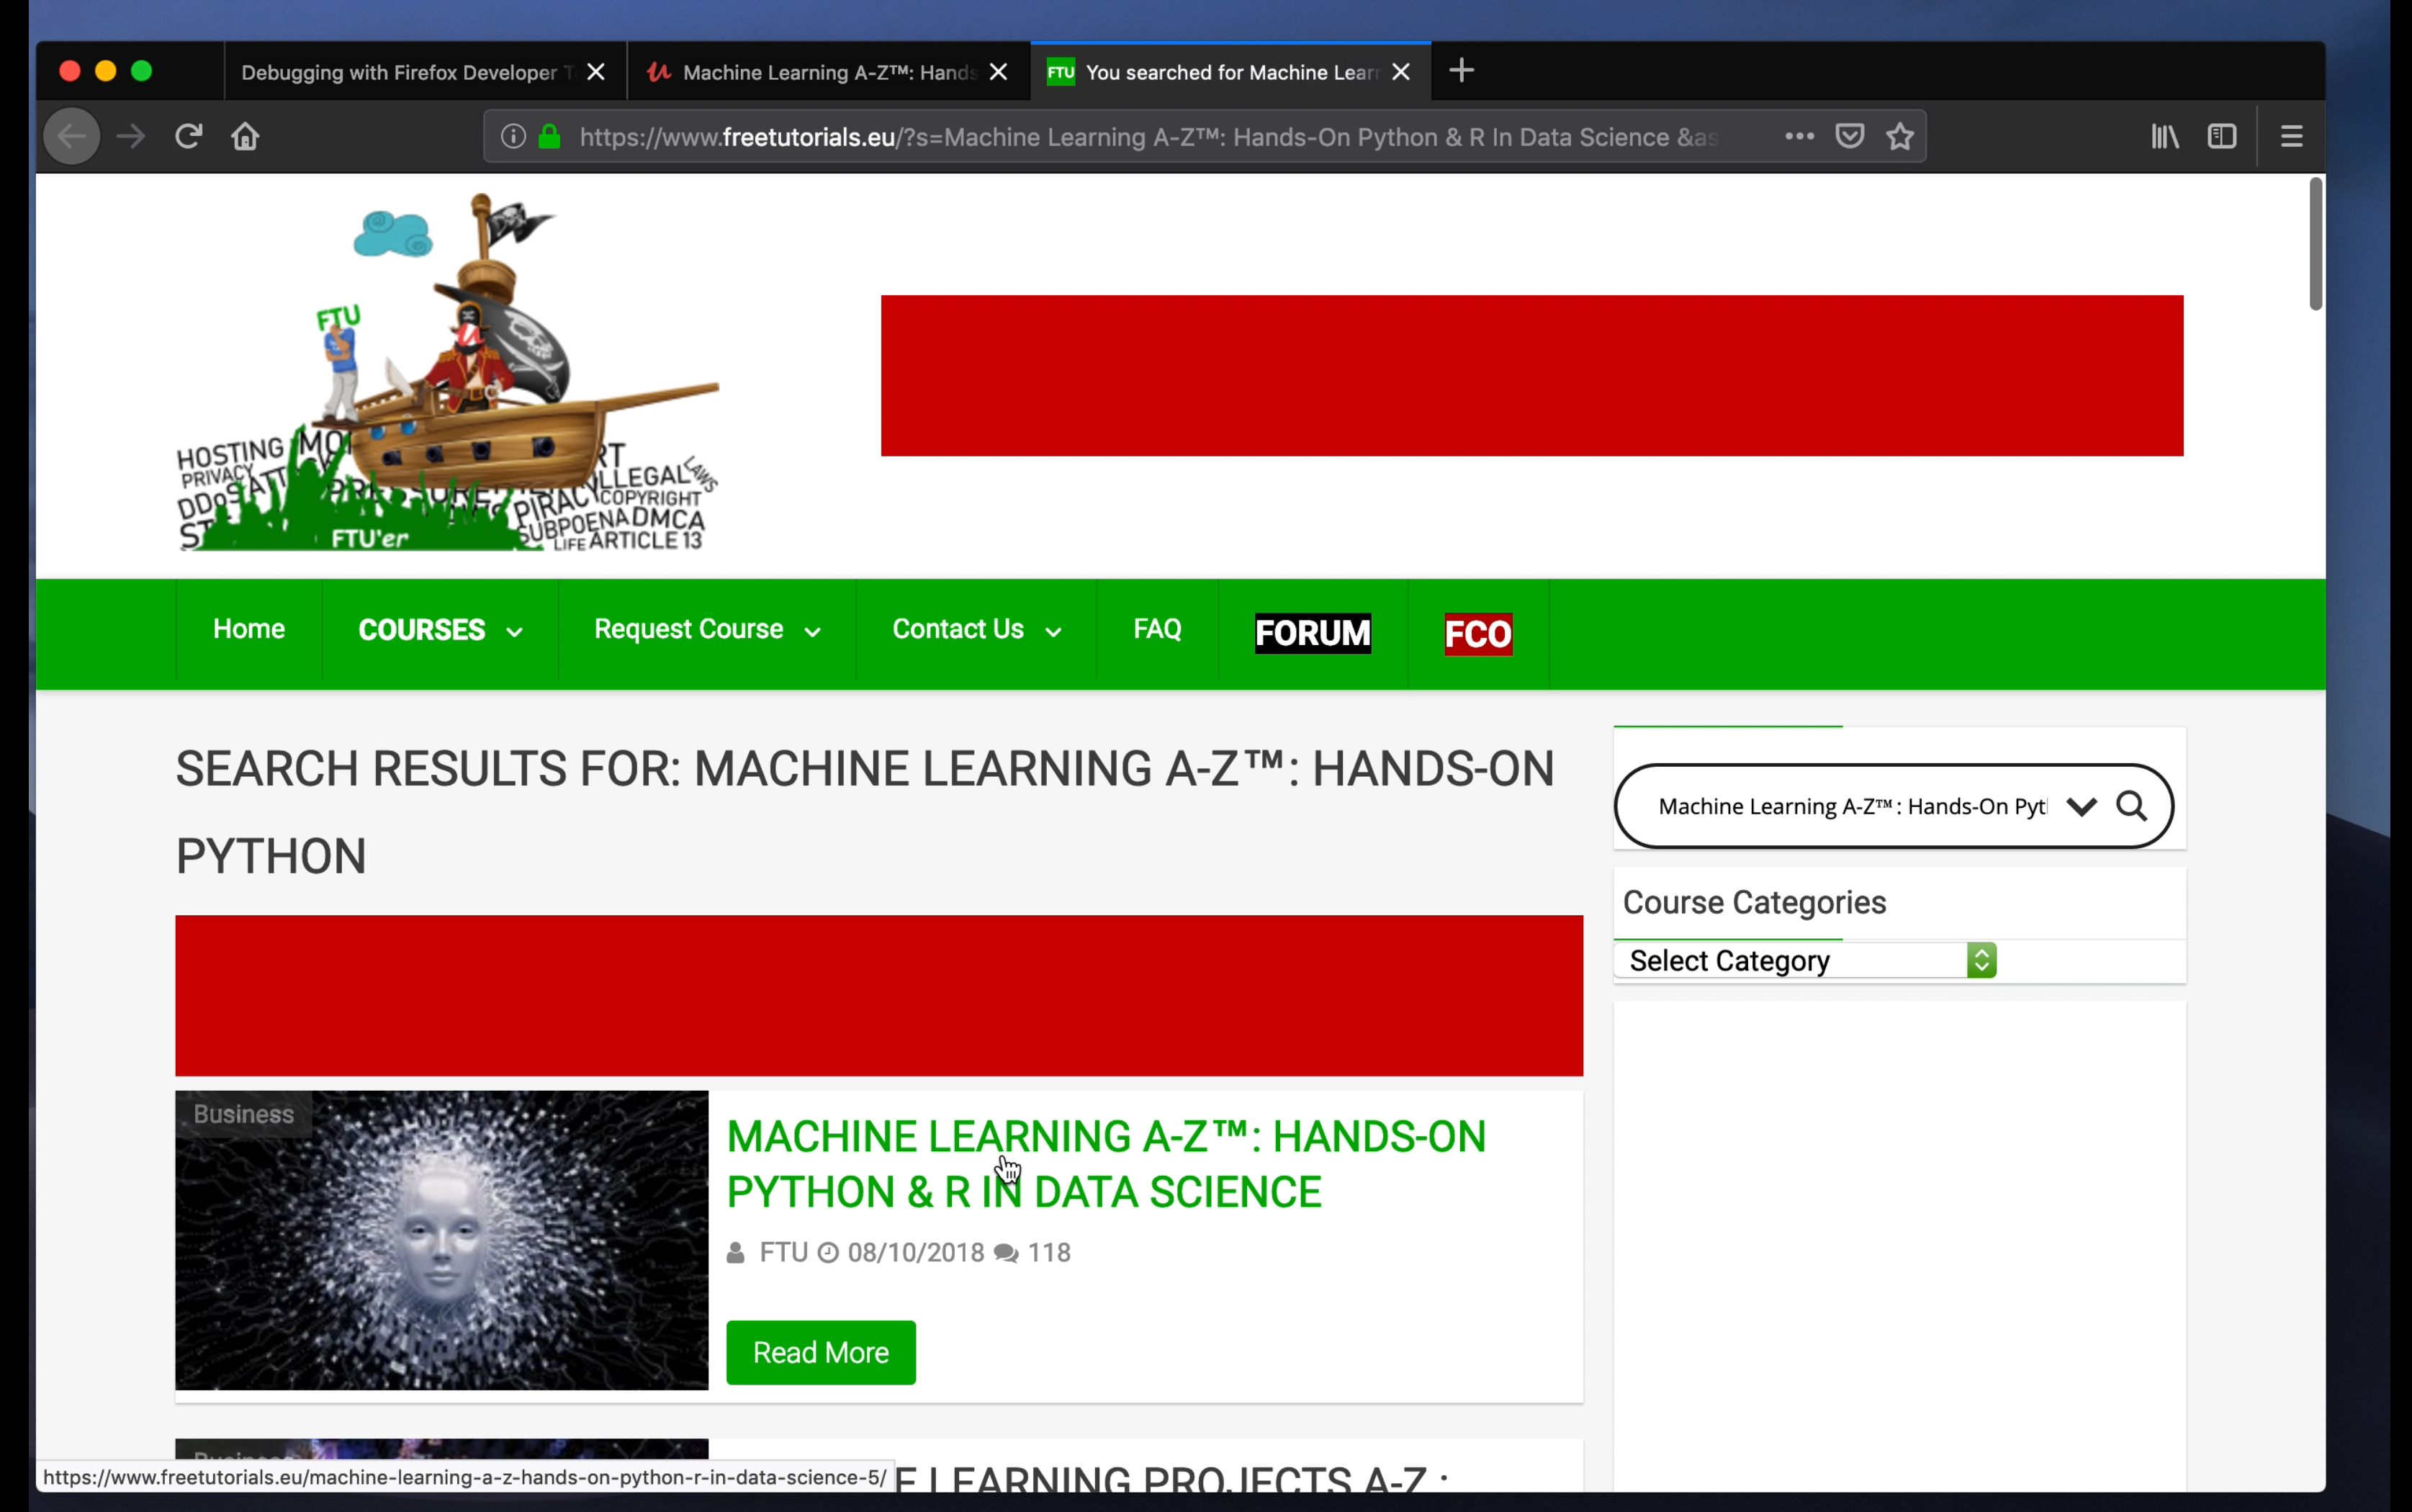 Debugging with Firefox Developer
Machine Learning A-Z™: Hands
FTU You searched for Machine Lear
https://www.freetutorials.eu/?s=Machine Learning A-Z™: Hands-On Python & R In Data Science &as
FTU
HOSTING
PRIVACY
ILLEGAL
LAWS
PIRACY
COPYRIGHT
SUBPOENA DMCA
LIFE ARTICLE 13
FTU'er
Home
COURSES
Request Course
Contact Us
FAQ
FORUM
FCO
SEARCH RESULTS FOR: MACHINE LEARNING A-Z™: HANDS-ON
PYTHON
Machine Learning A-Z™ : Hands-On Pyt
Course Categories
Select Category
Business
MACHINE LEARNING A-Z™: HANDS-ON
PYTHON & R IN DATA SCIENCE
FTU 08/10/2018 118
Read More
LEARNING PROJECTS A-Z :
https://www.freetutorials.eu/machine-learning-a-z-hands-on-python-r-in-data-science-5/